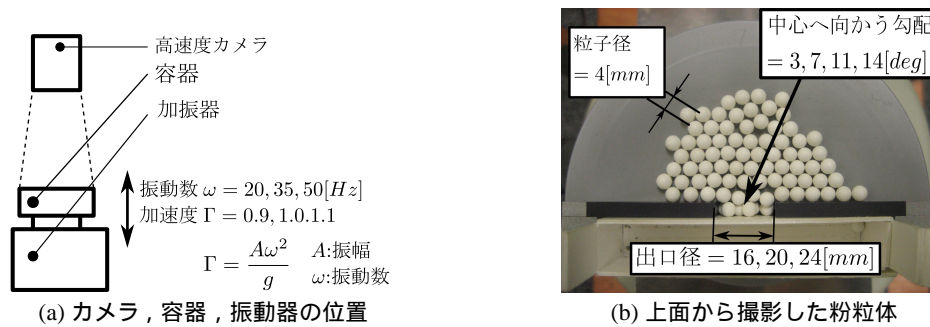 高速度カメラ
容器
加振器
振動数 ω = 20, 35, 50[Hz]
加速度 Γ = 0.9, 1.0.1.1
Γ = Aω²/g A:振幅
ω:振動数
(a) カメラ , 容器 , 振動器の位置
中心へ向かう勾配
= 3, 7, 11, 14[deg]
粒子径
= 4[mm]
出口径 = 16, 20, 24[mm]
(b) 上面から撮影した粉粒体